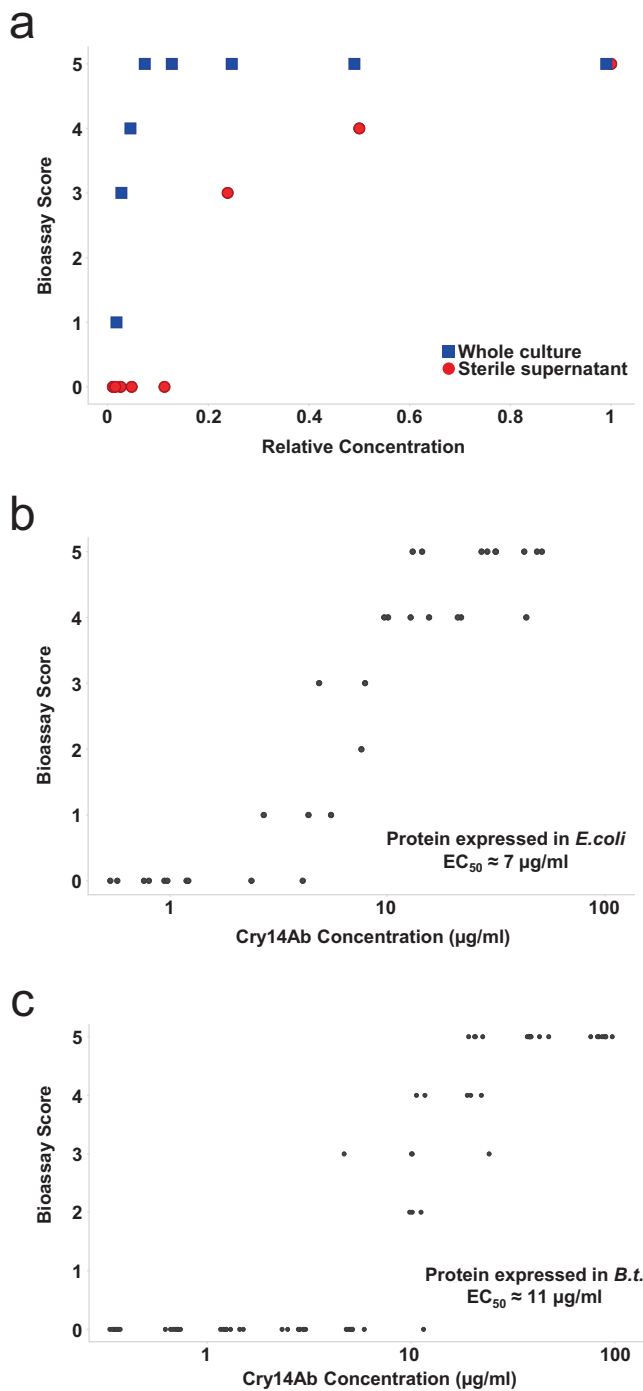 a
5
4
3
2
1
0
Bioassay Score
Whole culture
Sterile supernatant
0 0.2 0.4 0.6 0.8 1
Relative Concentration
b
5
4
3
2
1
0
Bioassay Score
Protein expressed in E.coli
EC50 ≈ 7 µg/ml
1 10 100
Cry14Ab Concentration (µg/ml)
c
5
4
3
2
1
0
Bioassay Score
Protein expressed in B.t.
EC50 ≈ 11 µg/ml
1 10 100
Cry14Ab Concentration (µg/ml)